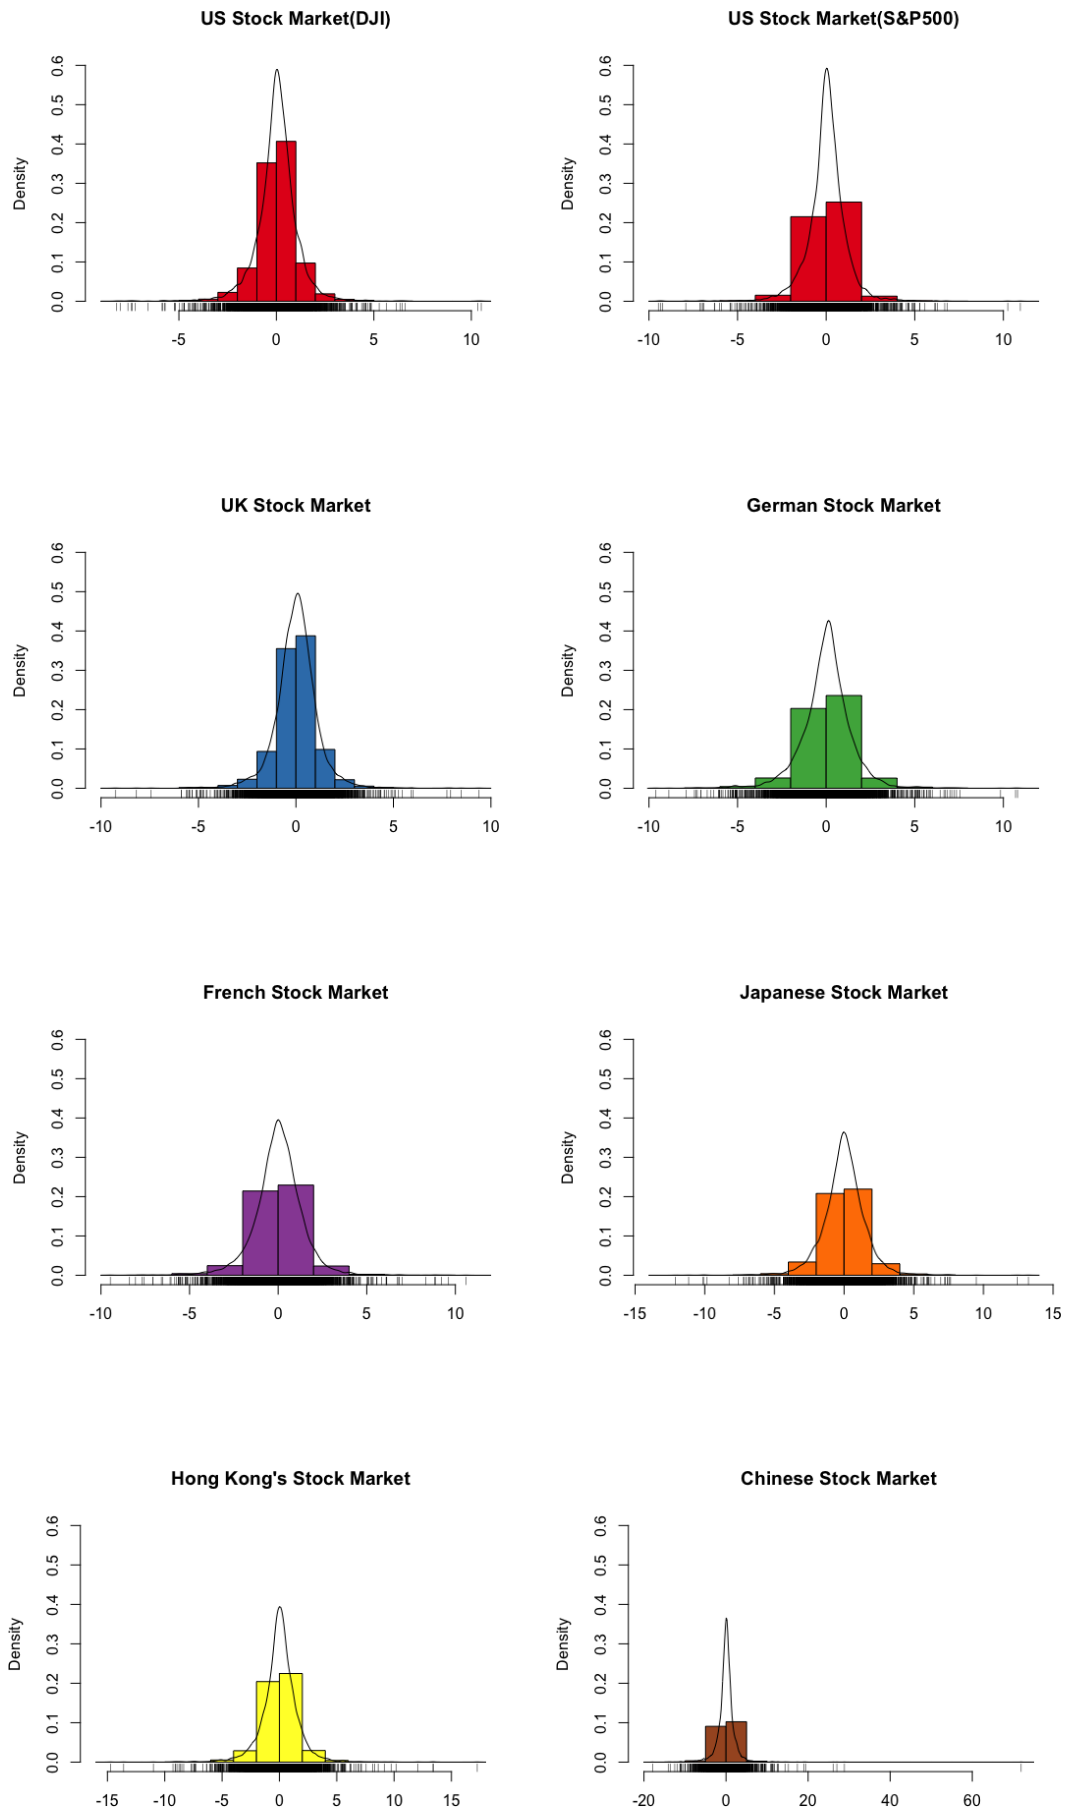 US Stock Market(DJI)
US Stock Market(S&P500)
Density
0.0 0.1 0.2 0.3 0.4 0.5 0.6
-5 0 5 10
Density
0.0 0.1 0.2 0.3 0.4 0.5 0.6
-10 -5 0 5 10
UK Stock Market
German Stock Market
Density
0.0 0.1 0.2 0.3 0.4 0.5 0.6
-10 -5 0 5 10
Density
0.0 0.1 0.2 0.3 0.4 0.5 0.6
-10 -5 0 5 10
French Stock Market
Japanese Stock Market
Density
0.0 0.1 0.2 0.3 0.4 0.5 0.6
-10 -5 0 5 10
Density
0.0 0.1 0.2 0.3 0.4 0.5 0.6
-15 -10 -5 0 5 10 15
Hong Kong's Stock Market
Chinese Stock Market
Density
0.0 0.1 0.2 0.3 0.4 0.5 0.6
-15 -10 -5 0 5 10 15
Density
0.0 0.1 0.2 0.3 0.4 0.5 0.6
-20 0 20 40 60